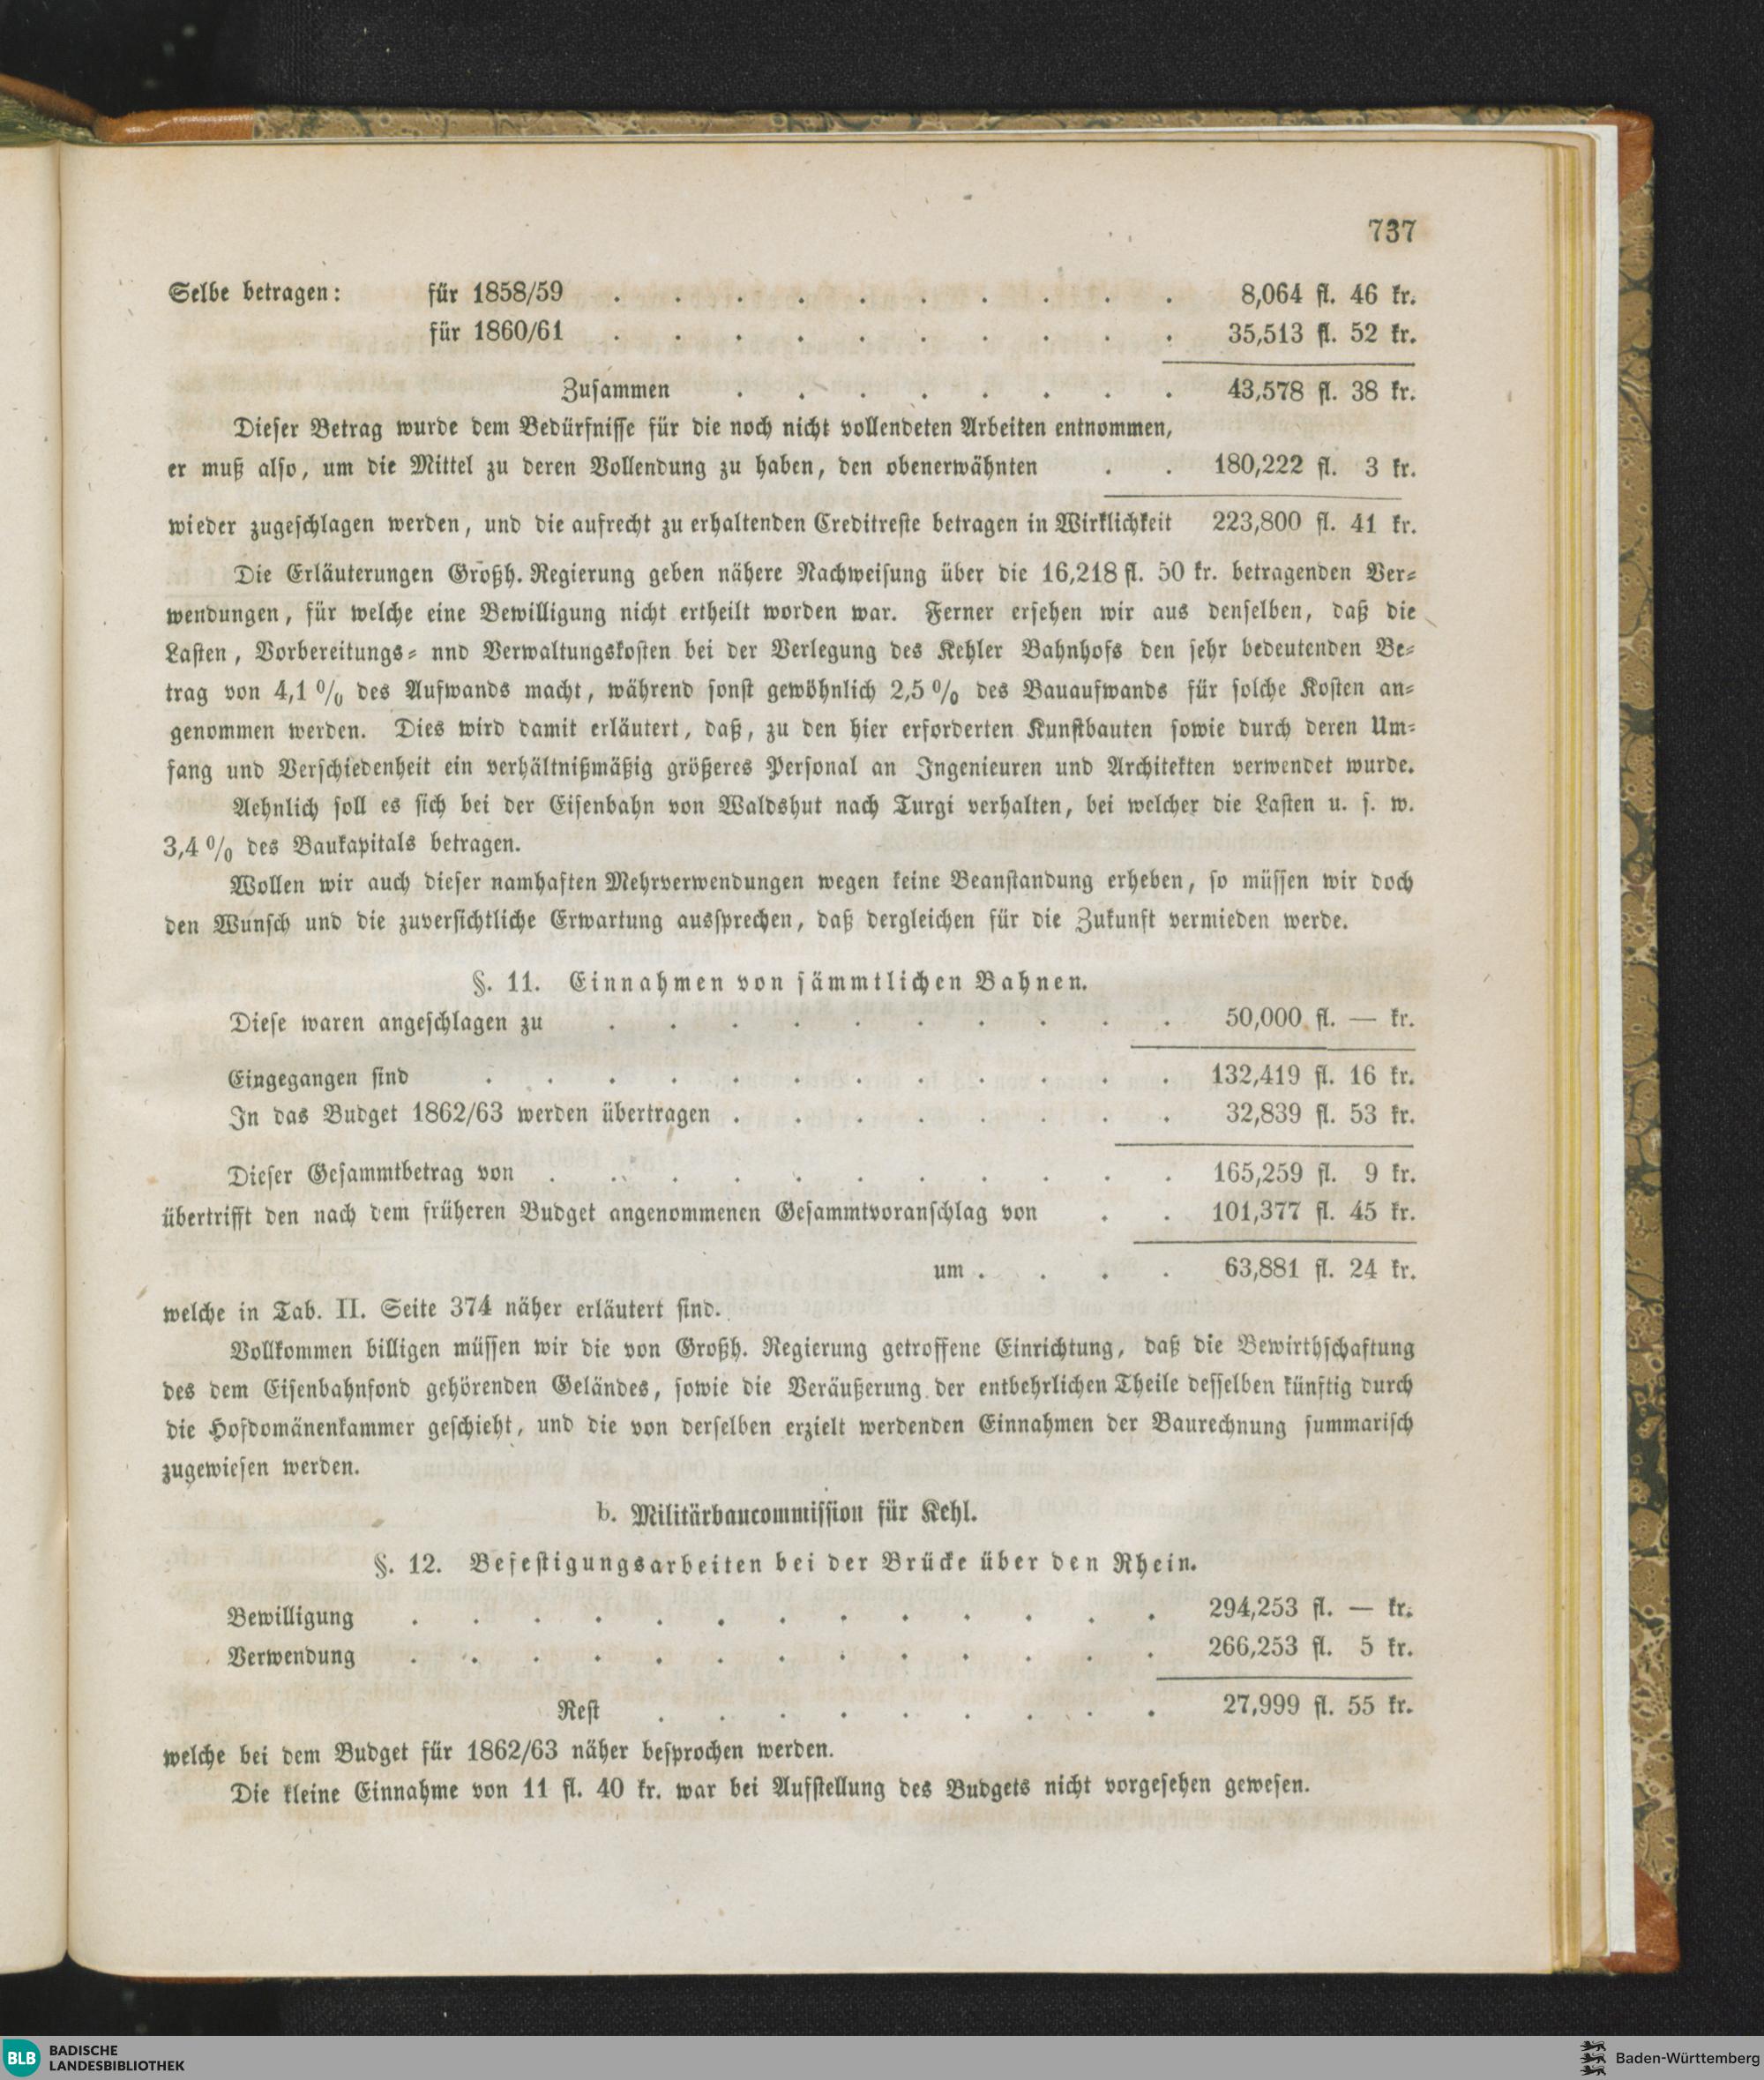 737
Selbe betragen: für 1858/59 . . . . . . . . . . 8,064 fl. 46 kr.
für 1860/61 . . . . . . . . . . 35,513 fl. 52 kr.
Zusammen . . . . . . . . 43,578 fl. 38 kr.
Dieser Betrag wurde dem Bedürfnisse für die noch nicht vollendeten Arbeiten entnommen,
er muß also, um die Mittel zu deren Vollendung zu haben, den obenerwähnten . . 180,222 fl. 3 kr.
wieder zugeschlagen werden, und die aufrecht zu erhaltenden Creditreste betragen in Wirklichkeit 223,800 fl. 41 kr.
Die Erläuterungen Großh. Regierung geben nähere Nachweisung über die 16,218 fl. 50 kr. betragenden Ver-
wendungen, für welche eine Bewilligung nicht ertheilt worden war. Ferner ersehen wir aus denselben, daß die
Lasten, Vorbereitungs- nnd Verwaltungskosten bei der Verlegung des Kehler Bahnhofs den sehr bedeutenden Be-
trag von 4,1 % des Aufwands macht, während sonst gewöhnlich 2,5 % des Bauaufwands für solche Kosten an-
genommen werden. Dies wird damit erläutert, daß, zu den hier erforderten Kunstbauten sowie durch deren Um-
fang und Verschiedenheit ein verhältnißmäßig größeres Personal an Ingenieuren und Architekten verwendet wurde.
Aehnlich soll es sich bei der Eisenbahn von Waldshut nach Turgi verhalten, bei welcher die Lasten u. s. w.
3,4 % des Baukapitals betragen.
Wollen wir auch dieser namhaften Mehrverwendungen wegen keine Beanstandung erheben, so müssen wir doch
den Wunsch und die zuversichtliche Erwartung aussprechen, daß dergleichen für die Zukunft vermieden werde.
§. 11. Einnahmen von sämmtlichen Bahnen.
Diese waren angeschlagen zu . . . . . . . . . . 50,000 fl. — kr.
Eingegangen sind . . . . . . . . . . . . 132,419 fl. 16 kr.
In das Budget 1862/63 werden übertragen . . . . . . . . 32,839 fl. 53 kr.
Dieser Gesammtbetrag von . . . . . . . . . . . 165,259 fl. 9 kr.
übertrifft den nach dem früheren Budget angenommenen Gesammtvoranschlag von . . 101,377 fl. 45 kr.
um . . . . 63,881 fl. 24 kr.
welche in Tab. II. Seite 374 näher erläutert sind.
Vollkommen billigen müssen wir die von Großh. Regierung getroffene Einrichtung, daß die Bewirthschaftung
des dem Eisenbahnfond gehörenden Geländes, sowie die Veräußerung der entbehrlichen Theile desselben künftig durch
die Hofdomänenkammer geschieht, und die von derselben erzielt werdenden Einnahmen der Baurechnung summarisch
zugewiesen werden.
b. Militärbaucommission für Kehl.
§. 12. Befestigungsarbeiten bei der Brücke über den Rhein.
Bewilligung . . . . . . . . . . . . . 294,253 fl. — kr.
Verwendung . . . . . . . . . . . . . 266,253 fl. 5 kr.
Rest . . . . . . . . . 27,999 fl. 55 kr.
welche bei dem Budget für 1862/63 näher besprochen werden.
Die kleine Einnahme von 11 fl. 40 kr. war bei Aufstellung des Budgets nicht vorgesehen gewesen.
BLB BADISCHE
LANDESBIBLIOTHEK
Baden-Württemberg